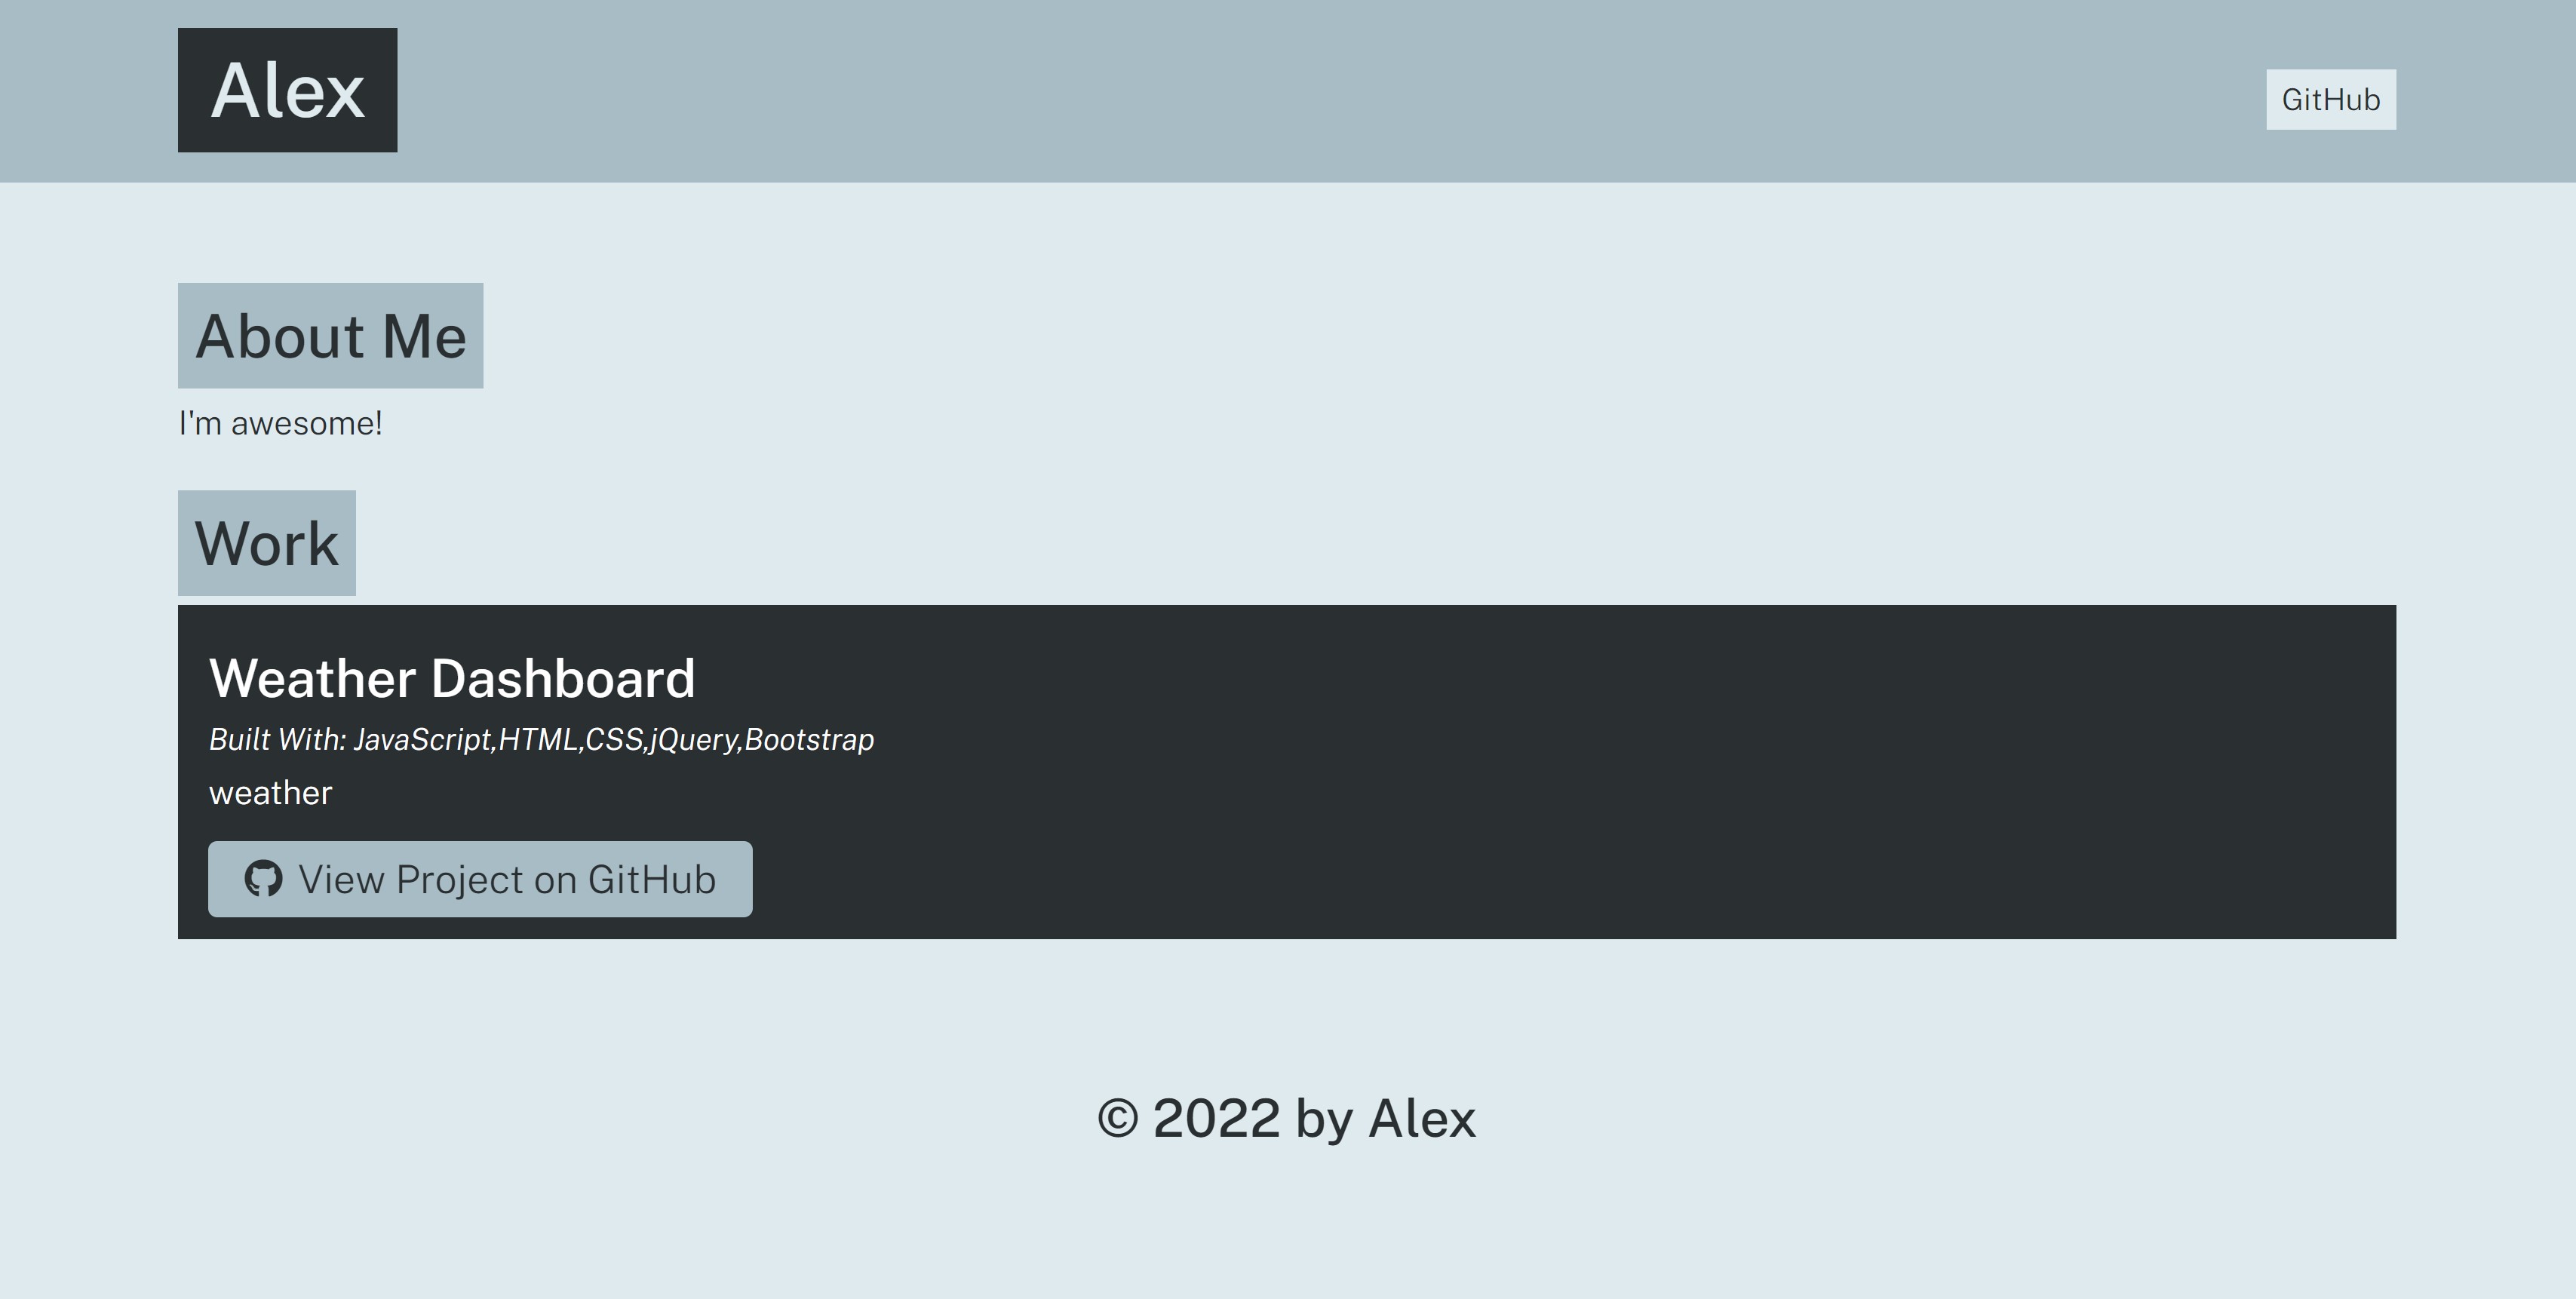 Alex
GitHub
About Me
I'm awesome!
Work
Weather Dashboard
Built With: JavaScript,HTML,CSS,jQuery,Bootstrap
weather
View Project on GitHub
© 2022 by Alex